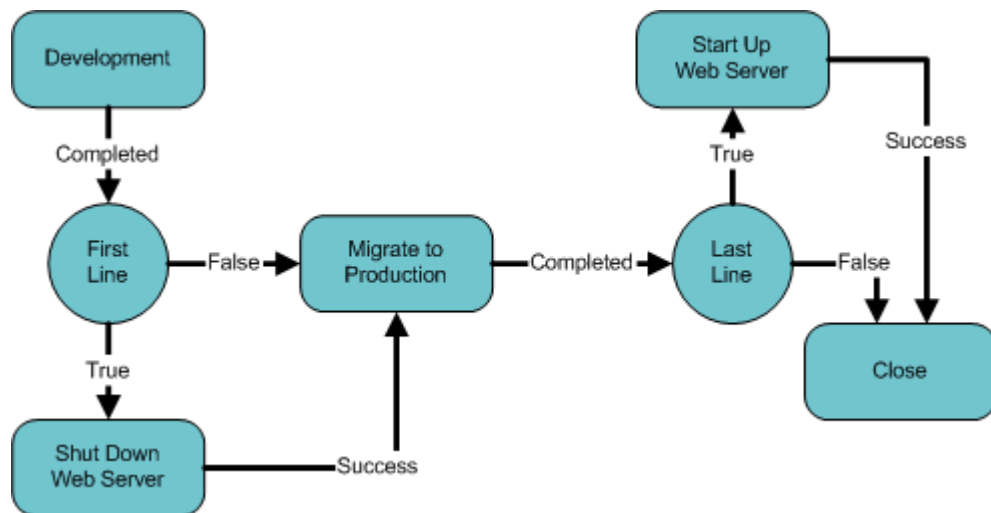 Development
Completed
First
Line
False
True
Shut Down
Web Server
Success
Migrate to
Production
Completed
Last
Line
True
Start Up
Web Server
Success
False
Close